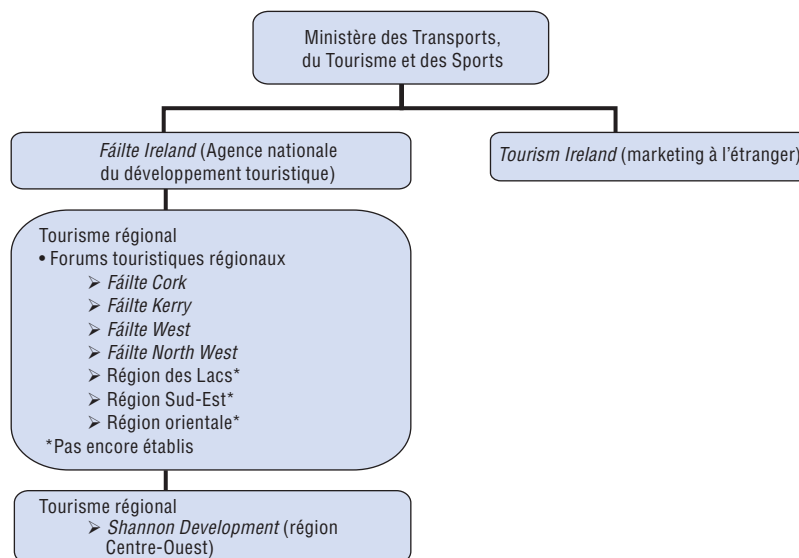 Ministère des Transports,
du Tourisme et des Sports
Fáilte Ireland (Agence nationale
du développement touristique)
Tourism Ireland (marketing à l'étranger)
Tourisme régional
• Forums touristiques régionaux
➢ Fáilte Cork
➢ Fáilte Kerry
➢ Fáilte West
➢ Fáilte North West
➢ Région des Lacs*
➢ Région Sud-Est*
➢ Région orientale*
*Pas encore établis
Tourisme régional
➢ Shannon Development (région
Centre-Ouest)